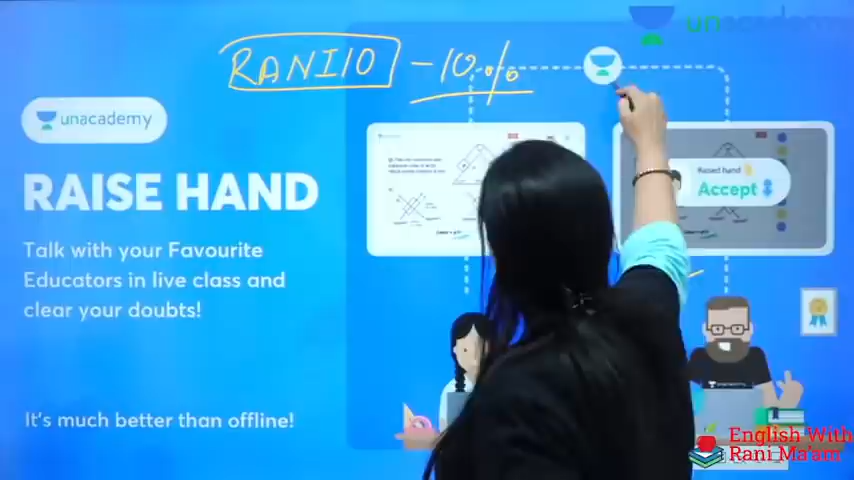 unacademy
RANI10 - 10%
unacademy
RAISE HAND
Raised hand
Accept
Talk with your Favourite
Educators in live class and
clear your doubts!
It's much better than offline!
English With
Rani Ma'am